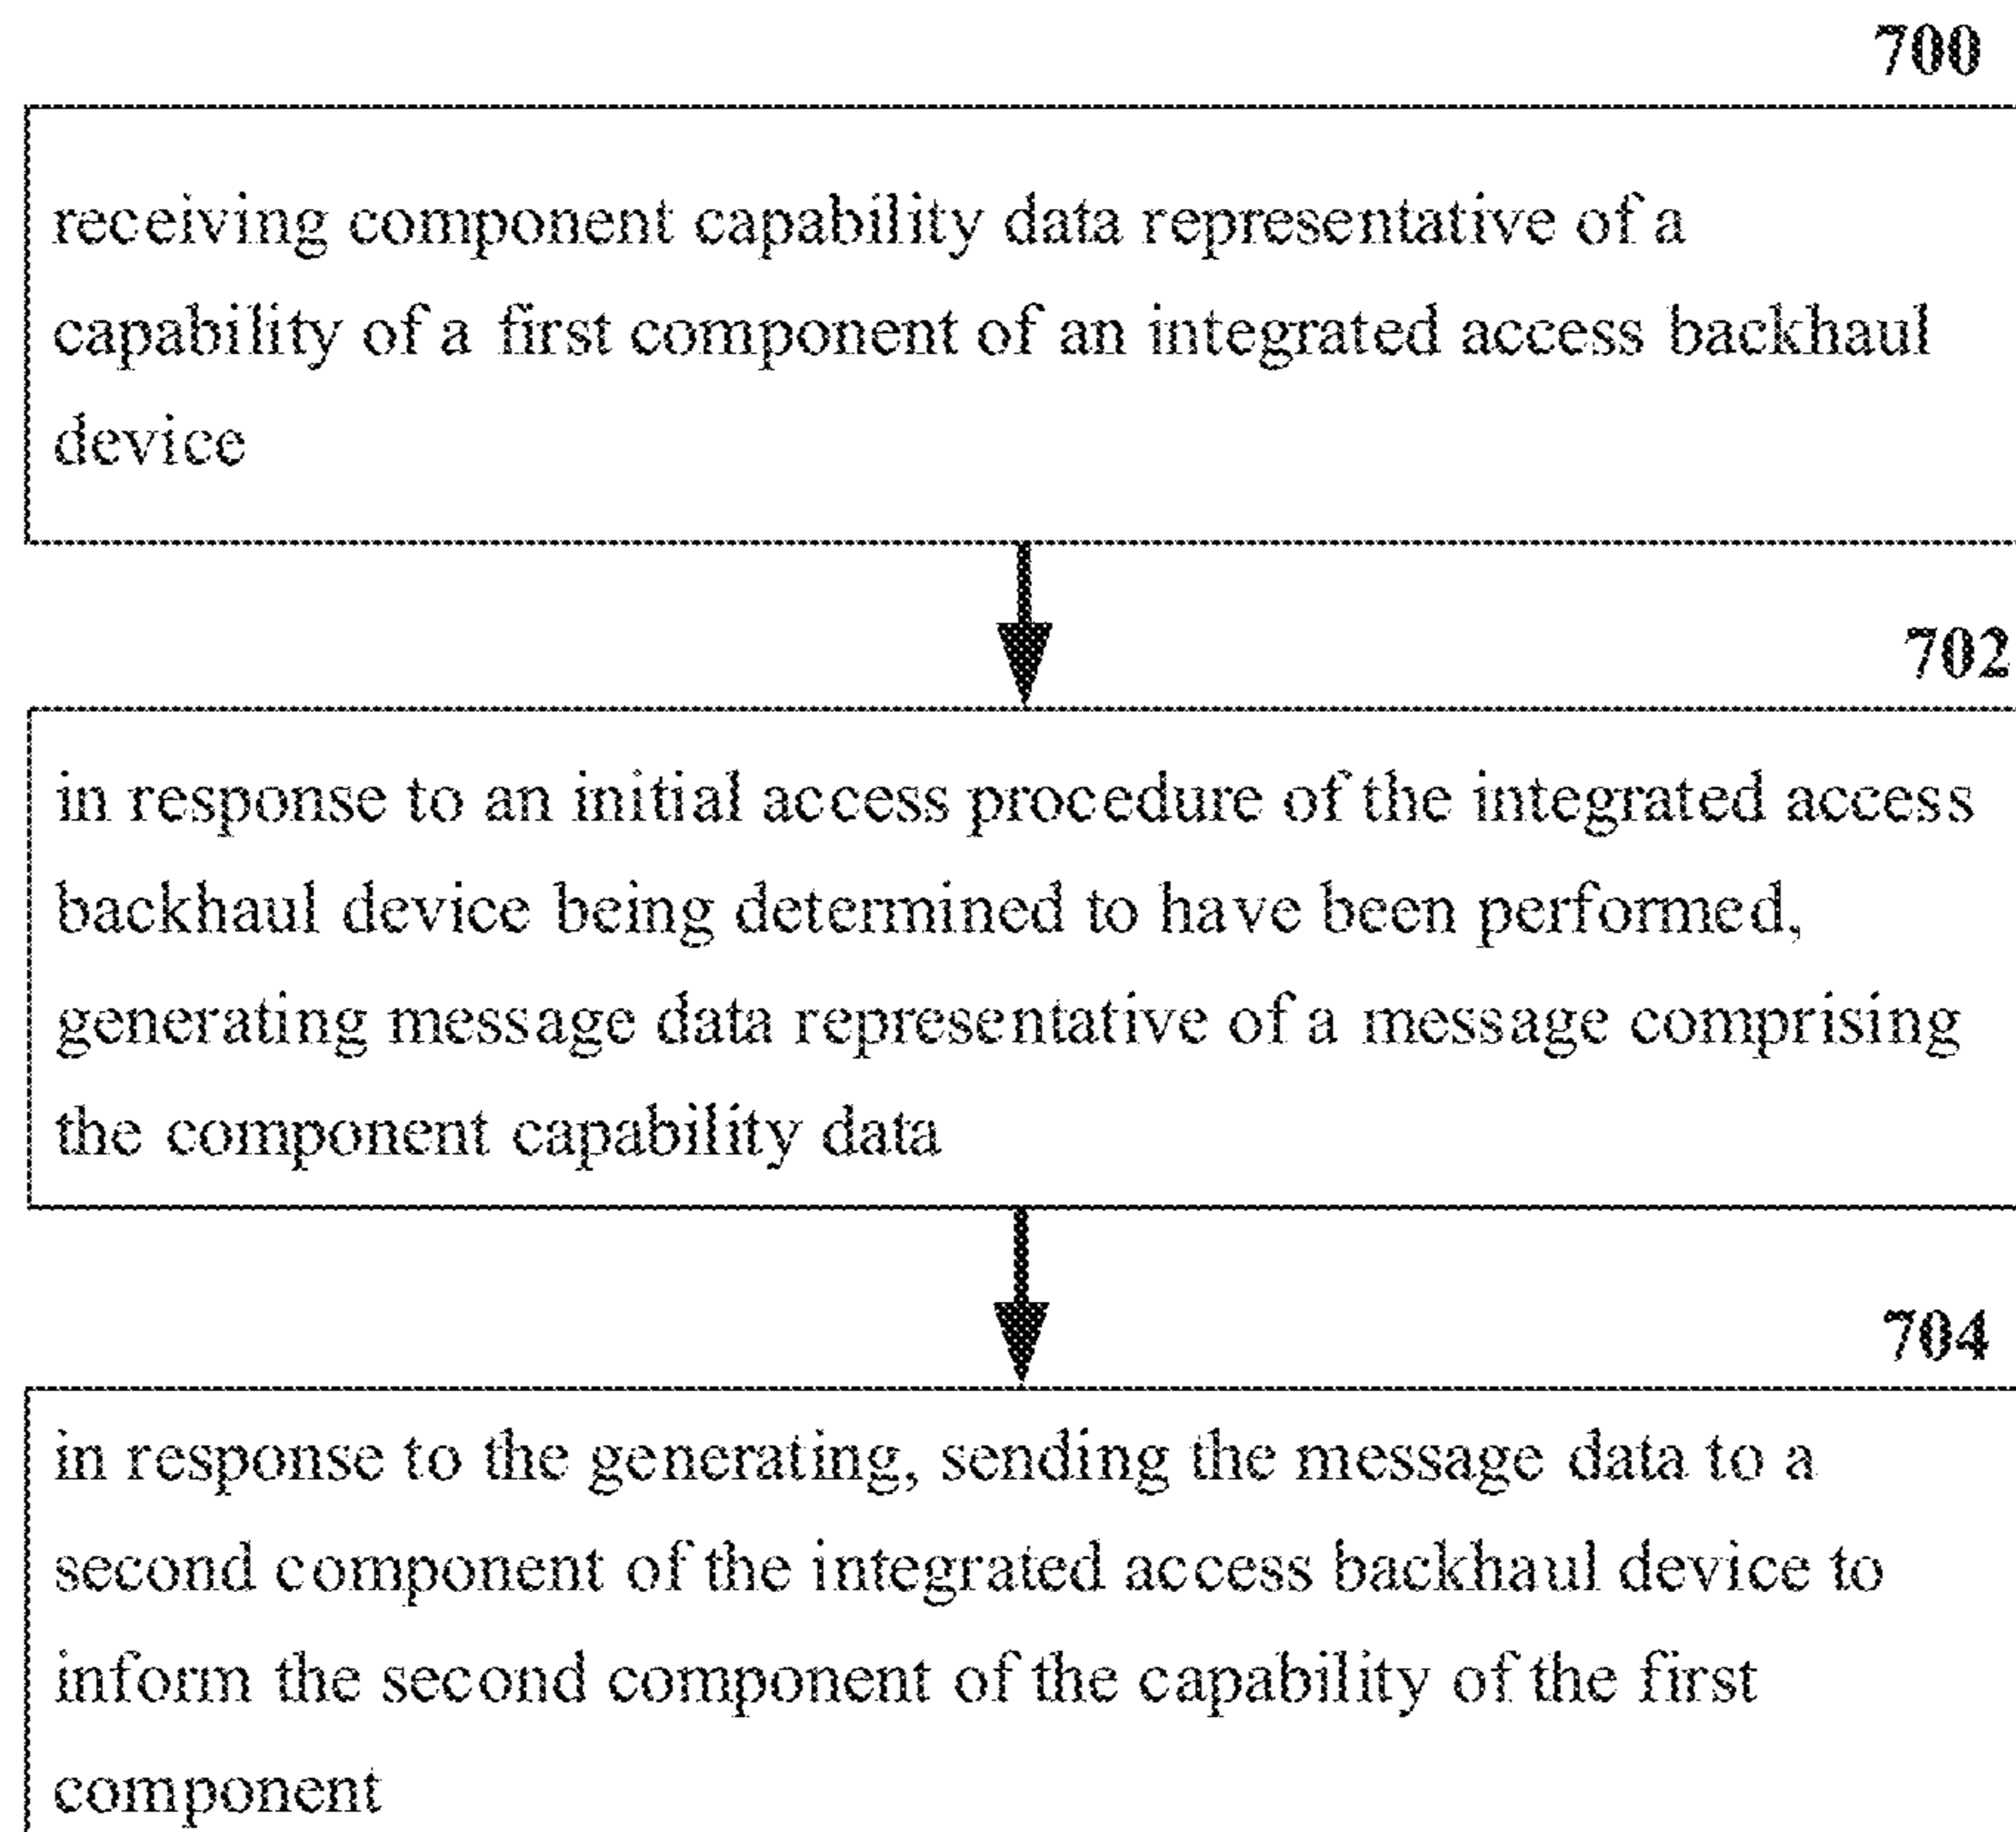 700
receiving component capability data representative of a
capability of a first component of an integrated access backhaul
device
702
in response to an initial access procedure of the integrated access
backhaul device being determined to have been performed,
generating message data representative of a message comprising
the component capability data
704
in response to the generating, sending the message data to a
second component of the integrated access backhaul device to
inform the second component of the capability of the first
component